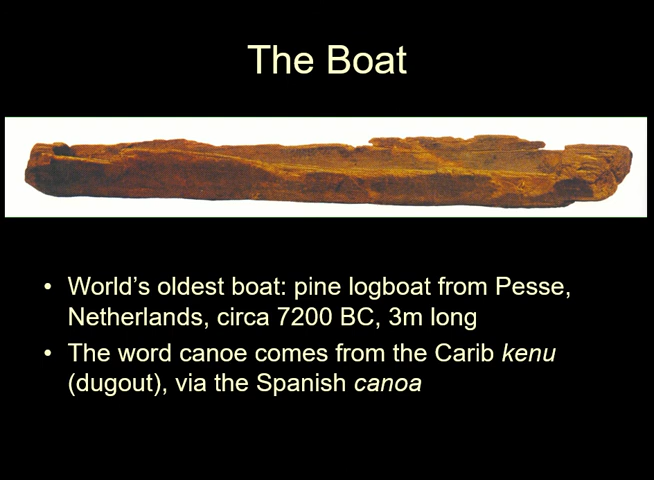 The Boat
• World’s oldest boat: pine logboat from Pesse,
Netherlands, circa 7200 BC, 3m long
• The word canoe comes from the Carib kenu
(dugout), via the Spanish canoa